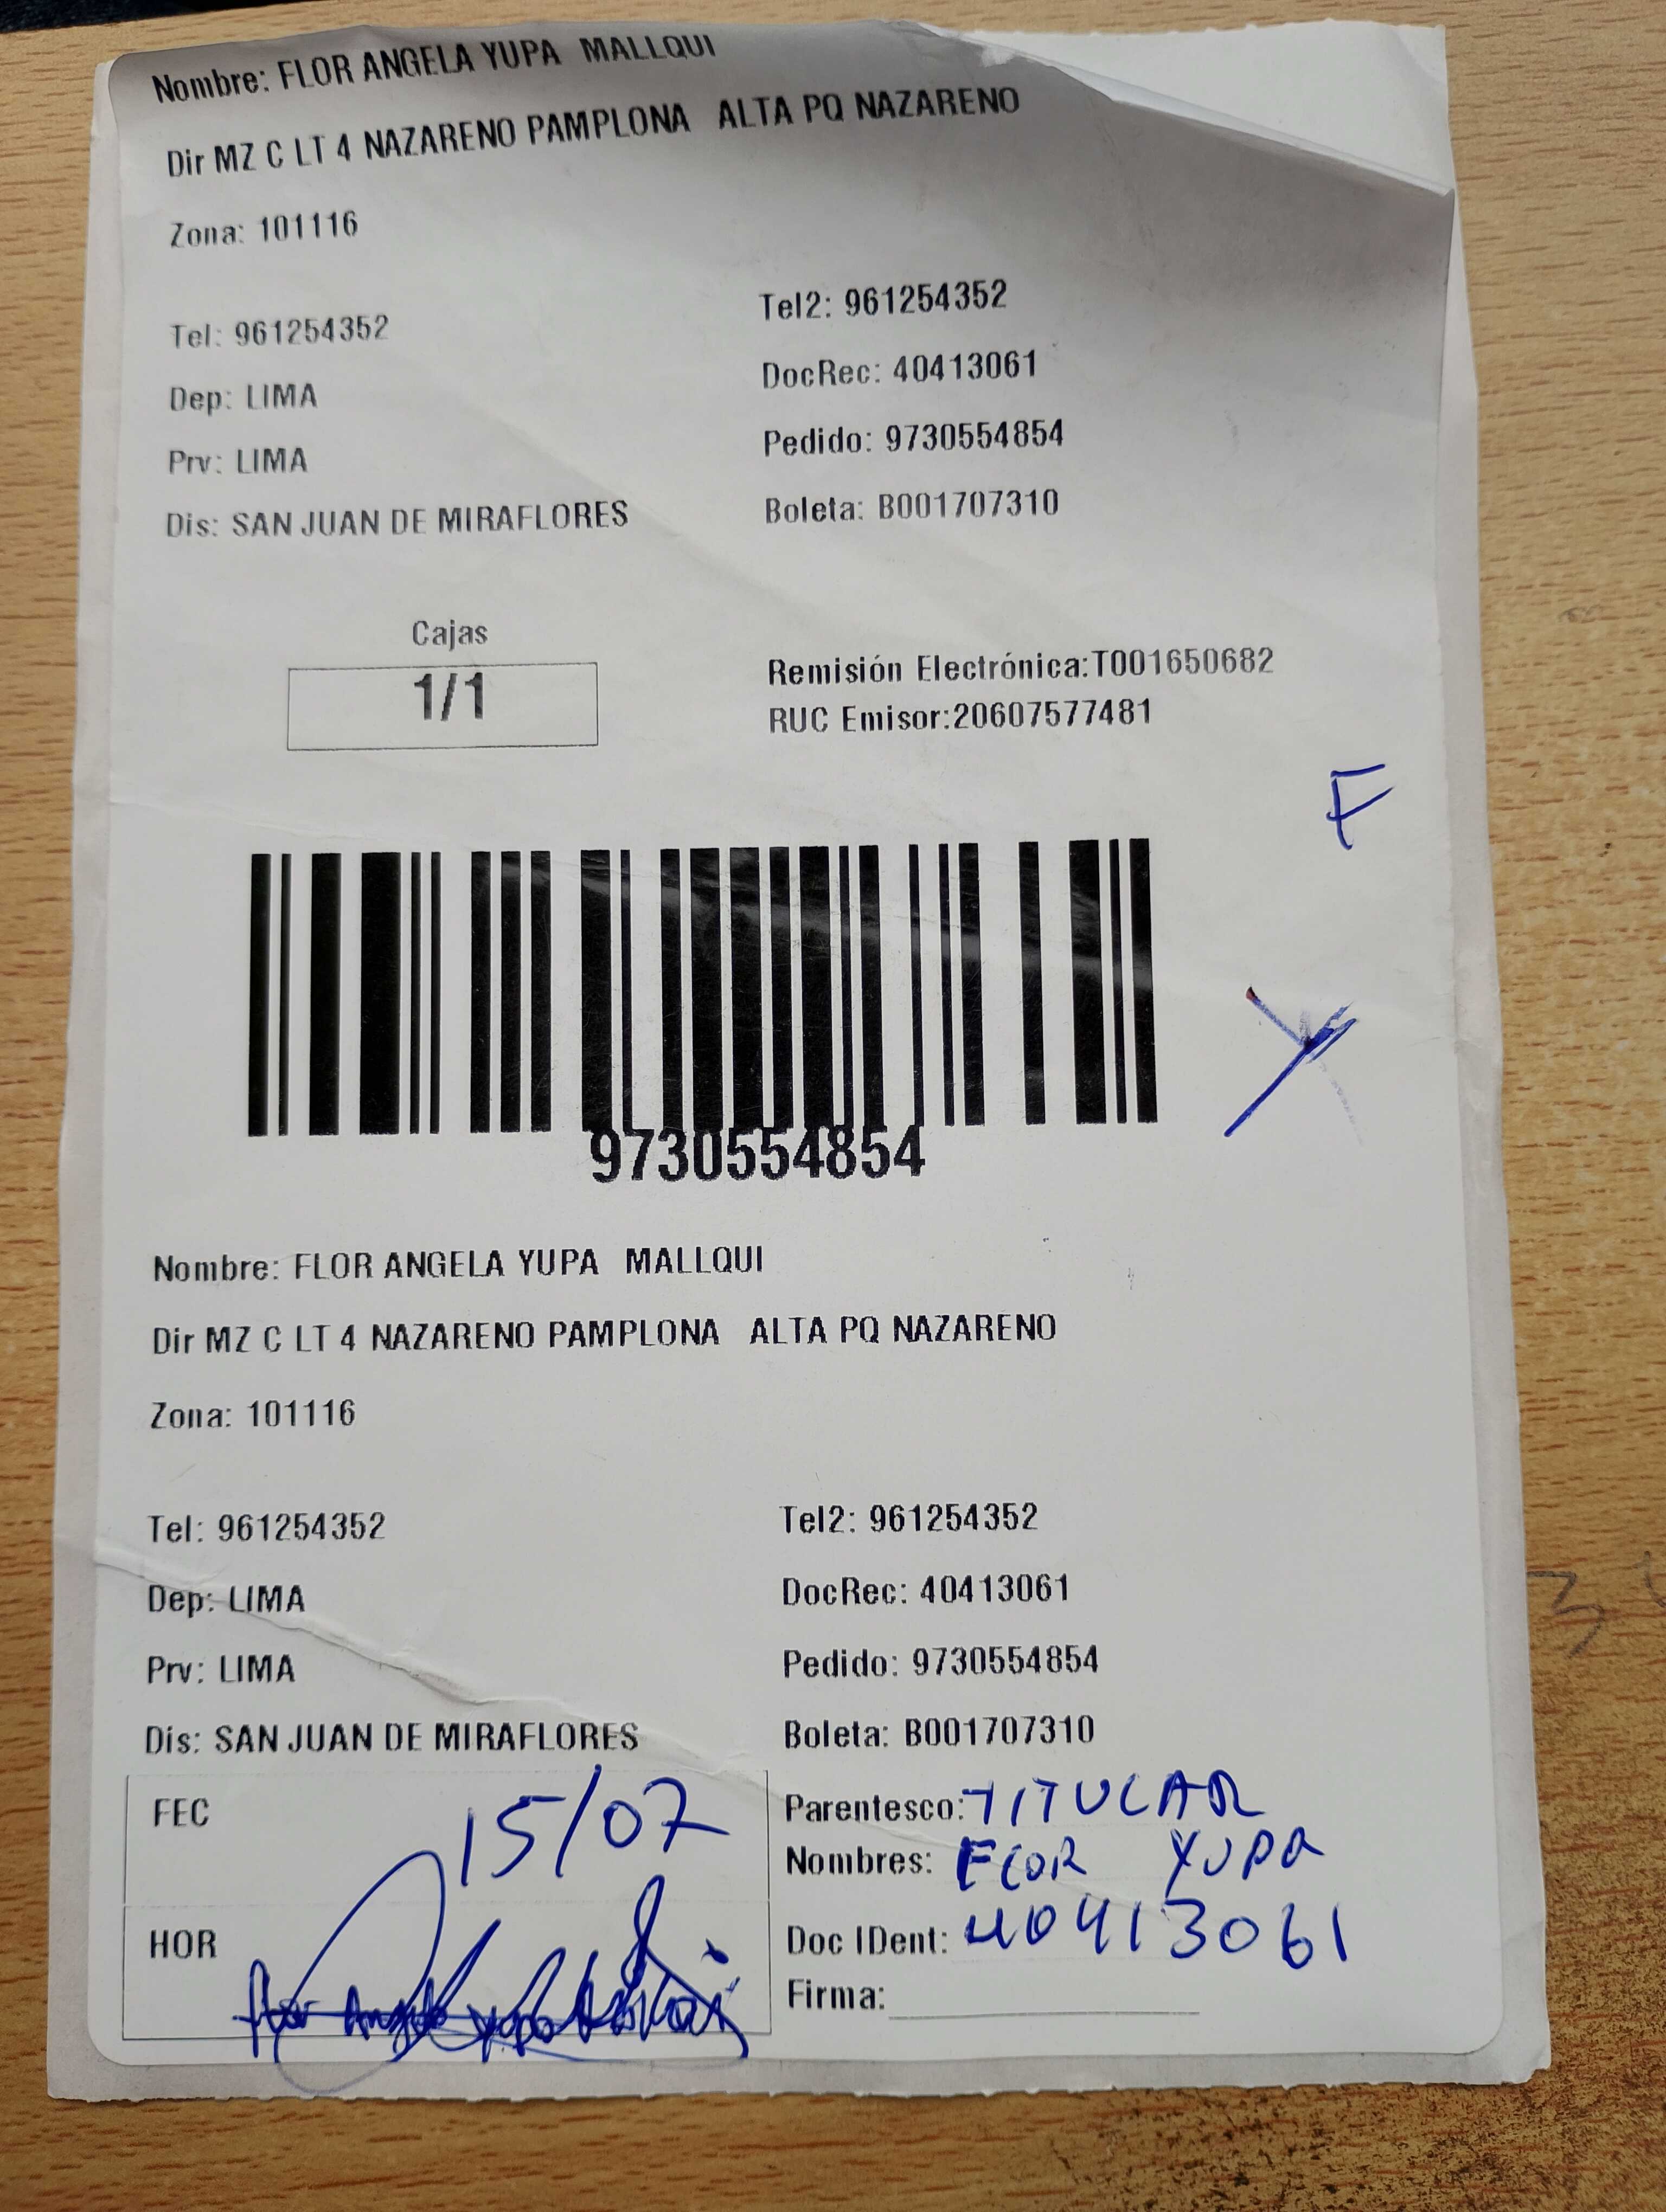 Nombre: FLOR ANGELA YUPA MALLQUI
Dir MZ C LT 4 NAZARENO PAMPLONA ALTA PQ NAZARENO
Zona: 101116
Tel: 961254352
Tel2: 961254352
Dep: LIMA
DocRec: 40413061
Prv: LIMA
Pedido: 9730554854
Dis: SAN JUAN DE MIRAFLORES
Boleta: B001707310
Cajas
1/1
Remisión Electrónica:T001650682
RUC Emisor:20607577481
F
9730554854
Nombre: FLOR ANGELA YUPA MALLQUI
Dir MZ C LT 4 NAZARENO PAMPLONA ALTA PQ NAZARENO
Zona: 101116
Tel: 961254352
Tel2: 961254352
Dep: LIMA
DocRec: 40413061
Prv: LIMA
Pedido: 9730554854
Dis: SAN JUAN DE MIRAFLORES
Boleta: B001707310
FEC 15/07
Parentesco: TITULAR
Nombres: FLOR YUPA
HOR
Doc IDent: 40413061
Firma:
Flor Angela Yupa